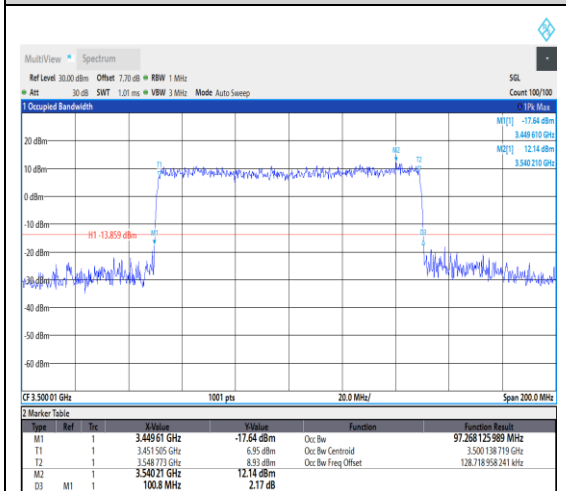 MultiView Spectrum
Ref Level 30.00 dBm Offset 7.70 dB RBW 1 MHz SGL
Att 30 dB SWT 1.01 ms VBW 3 MHz Mode Auto Sweep Count 100/100
1 Occupied Bandwidth 1Pk Max
M1[1] -17.64 dBm
3.449 610 GHz
M2[1] 12.14 dBm
3.540 210 GHz
20 dBm
M2
T1 T2
10 dBm
0 dBm
-10 dBm
H1 -13.859 dBm M1 D3
-20 dBm
-30 dBm
-40 dBm
-50 dBm
-60 dBm
CF 3.500 01 GHz 1001 pts 20.0 MHz/ Span 200.0 MHz
2 Marker Table
Type Ref Trc X-Value Y-Value Function Function Result
M1 1 3.449 61 GHz -17.64 dBm Occ Bw 97.268 125 989 MHz
T1 1 3.451 505 GHz 6.95 dBm Occ Bw Centroid 3.500 138 719 GHz
T2 1 3.548 773 GHz 8.93 dBm Occ Bw Freq Offset 128.718 958 241 kHz
M2 1 3.540 21 GHz 12.14 dBm
D3 M1 1 100.8 MHz 2.17 dB